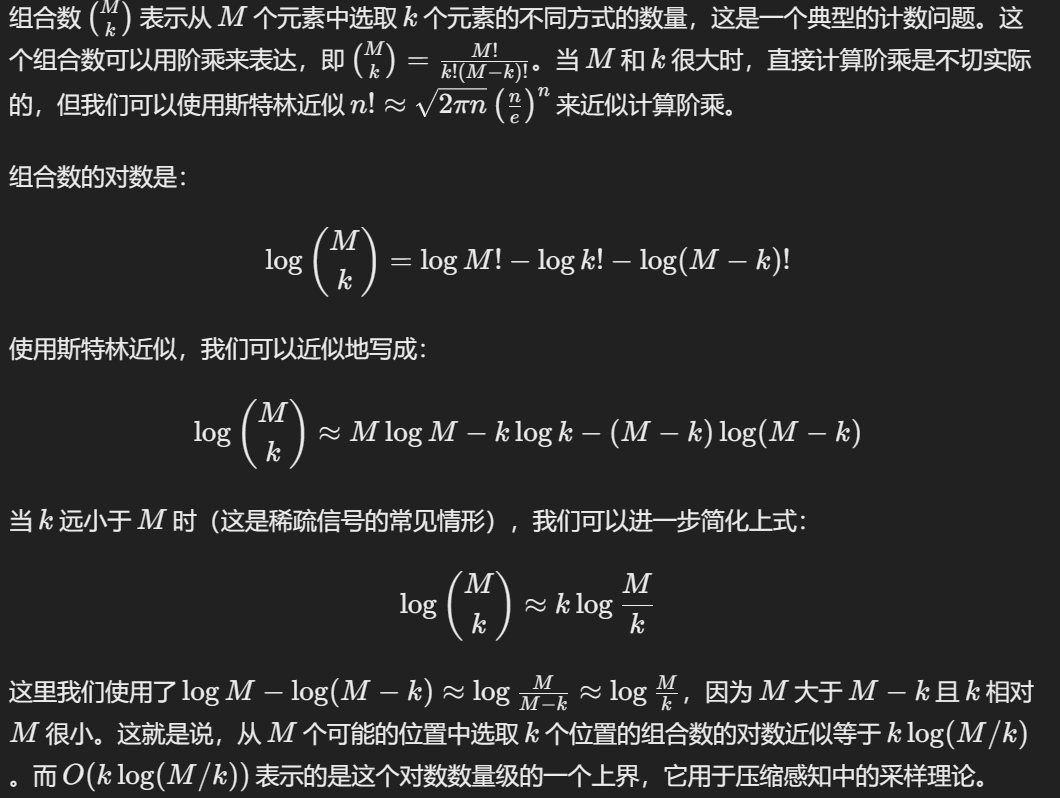 组合数 $\binom{M}{k}$ 表示从 $M$ 个元素中选取 $k$ 个元素的不同方式的数量，这是一个典型的计数问题。这
个组合数可以用阶乘来表达，即 $\binom{M}{k} = \frac{M!}{k!(M-k)!}$。当 $M$ 和 $k$ 很大时，直接计算阶乘是不切实际
的，但我们可以使用斯特林近似 $n! \approx \sqrt{2\pi n}\left(\frac{n}{e}\right)^n$ 来近似计算阶乘。
组合数的对数是：
$\log \binom{M}{k} = \log M! - \log k! - \log(M-k)!$
使用斯特林近似，我们可以近似地写成：
$\log \binom{M}{k} \approx M \log M - k \log k - (M-k) \log(M-k)$
当 $k$ 远小于 $M$ 时（这是稀疏信号的常见情形），我们可以进一步简化上式：
$\log \binom{M}{k} \approx k \log \frac{M}{k}$
这里我们使用了 $\log M - \log(M-k) \approx \log \frac{M}{M-k} \approx \log \frac{M}{k}$，因为 $M$ 大于 $M-k$ 且 $k$ 相对
$M$ 很小。这就是说，从 $M$ 个可能的位置中选取 $k$ 个位置的组合数的对数近似等于 $k \log(M/k)$
。而 $O(k \log(M/k))$ 表示的是这个对数数量级的一个上界，它用于压缩感知中的采样理论。